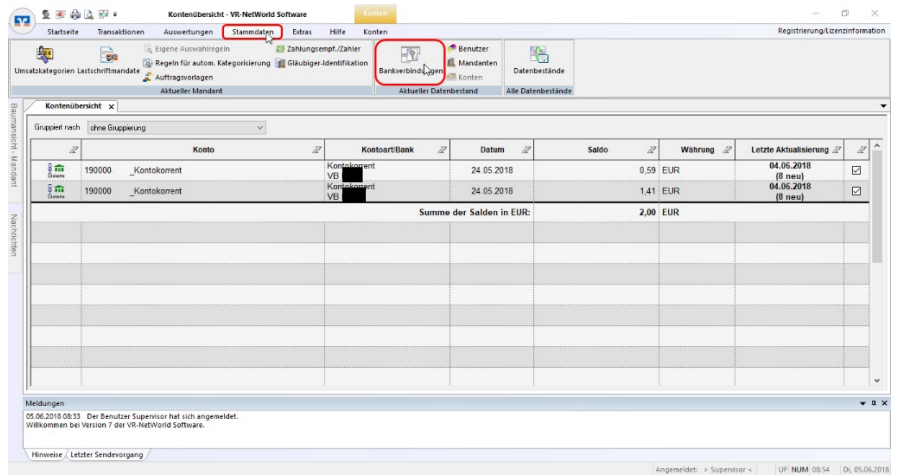 Kontenübersicht - VR-NetWorld Software
Konten
Startseite Transaktionen Auswertungen Stammdaten Extras Hilfe Konten
Registrierung/Lizenzinformation
Umsatzkategorien Lastschriftmandate
Eigene Auswahlregeln
Regeln für autom. Kategorisierung
Auftragsvorlagen
Zahlungsempf./Zahler
Gläubiger-Identifikation
Aktueller Mandant
Bankverbindungen
Benutzer
Mandanten
Konten
Aktueller Datenbestand
Datenbestände
Alle Datenbestände
Baumansicht - Mandant
Nachrichten
Kontenübersicht x
Gruppiert nach ohne Gruppierung
Konto Kontoart/Bank Datum Saldo Währung Letzte Aktualisierung
190000 _Kontokorrent Kontokorrent 24.05.2018 0,59 EUR 04.06.2018
VB (8 neu)
190000 _Kontokorrent Kontokorrent 24.05.2018 1,41 EUR 04.06.2018
VB (8 neu)
Summe der Salden in EUR: 2,00 EUR
Meldungen
05.06.2018 08:33 Der Benutzer Supervisor hat sich angemeldet.
Willkommen bei Version 7 der VR-NetWorld Software.
Hinweise / Letzter Sendevorgang
Angemeldet: > Supervisor < UF NUM 08:54 Di, 05.06.2018